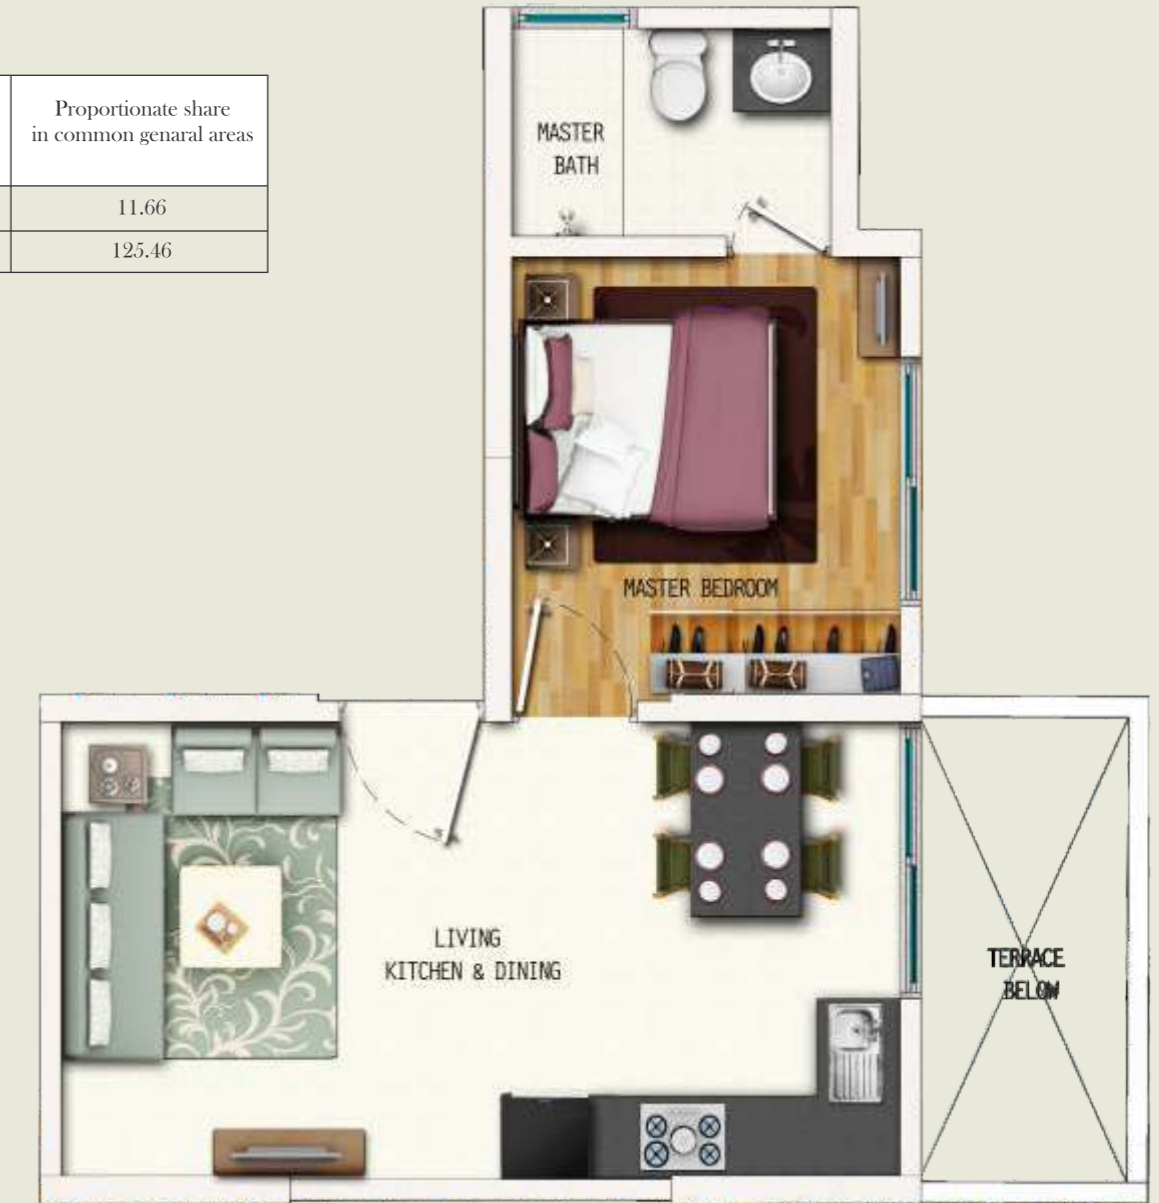 Proportionate share
in common genaral areas
11.66
125.46
MASTER
BATH
MASTER BEDROOM
LIVING
KITCHEN & DINING
TERRACE
BELOW